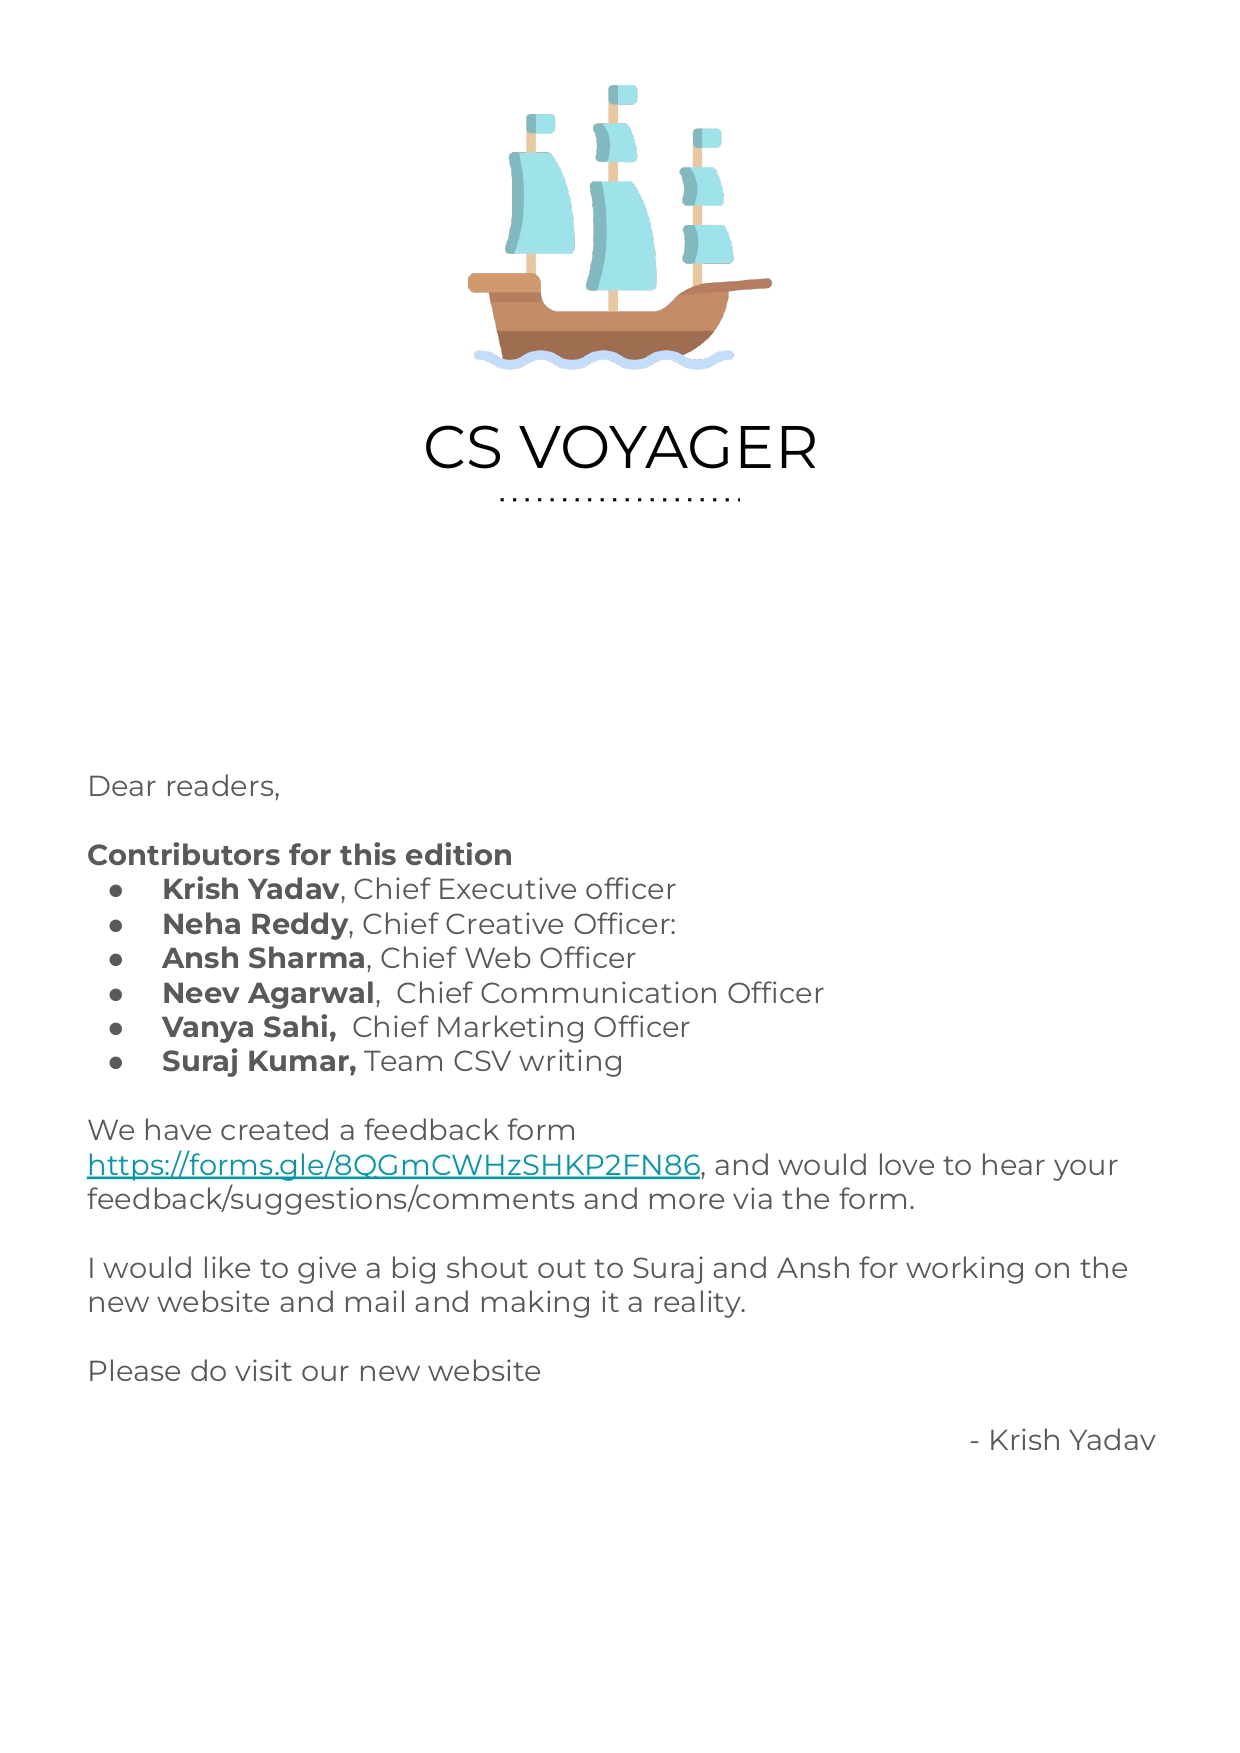 CS VOYAGER
Dear readers,
Contributors for this edition
● Krish Yadav, Chief Executive officer
● Neha Reddy, Chief Creative Officer:
● Ansh Sharma, Chief Web Officer
● Neev Agarwal,  Chief Communication Officer
● Vanya Sahi,  Chief Marketing Officer
● Suraj Kumar, Team CSV writing
We have created a feedback form
https://forms.gle/8QGmCWHzSHKP2FN86, and would love to hear your
feedback/suggestions/comments and more via the form.
I would like to give a big shout out to Suraj and Ansh for working on the
new website and mail and making it a reality.
Please do visit our new website
- Krish Yadav